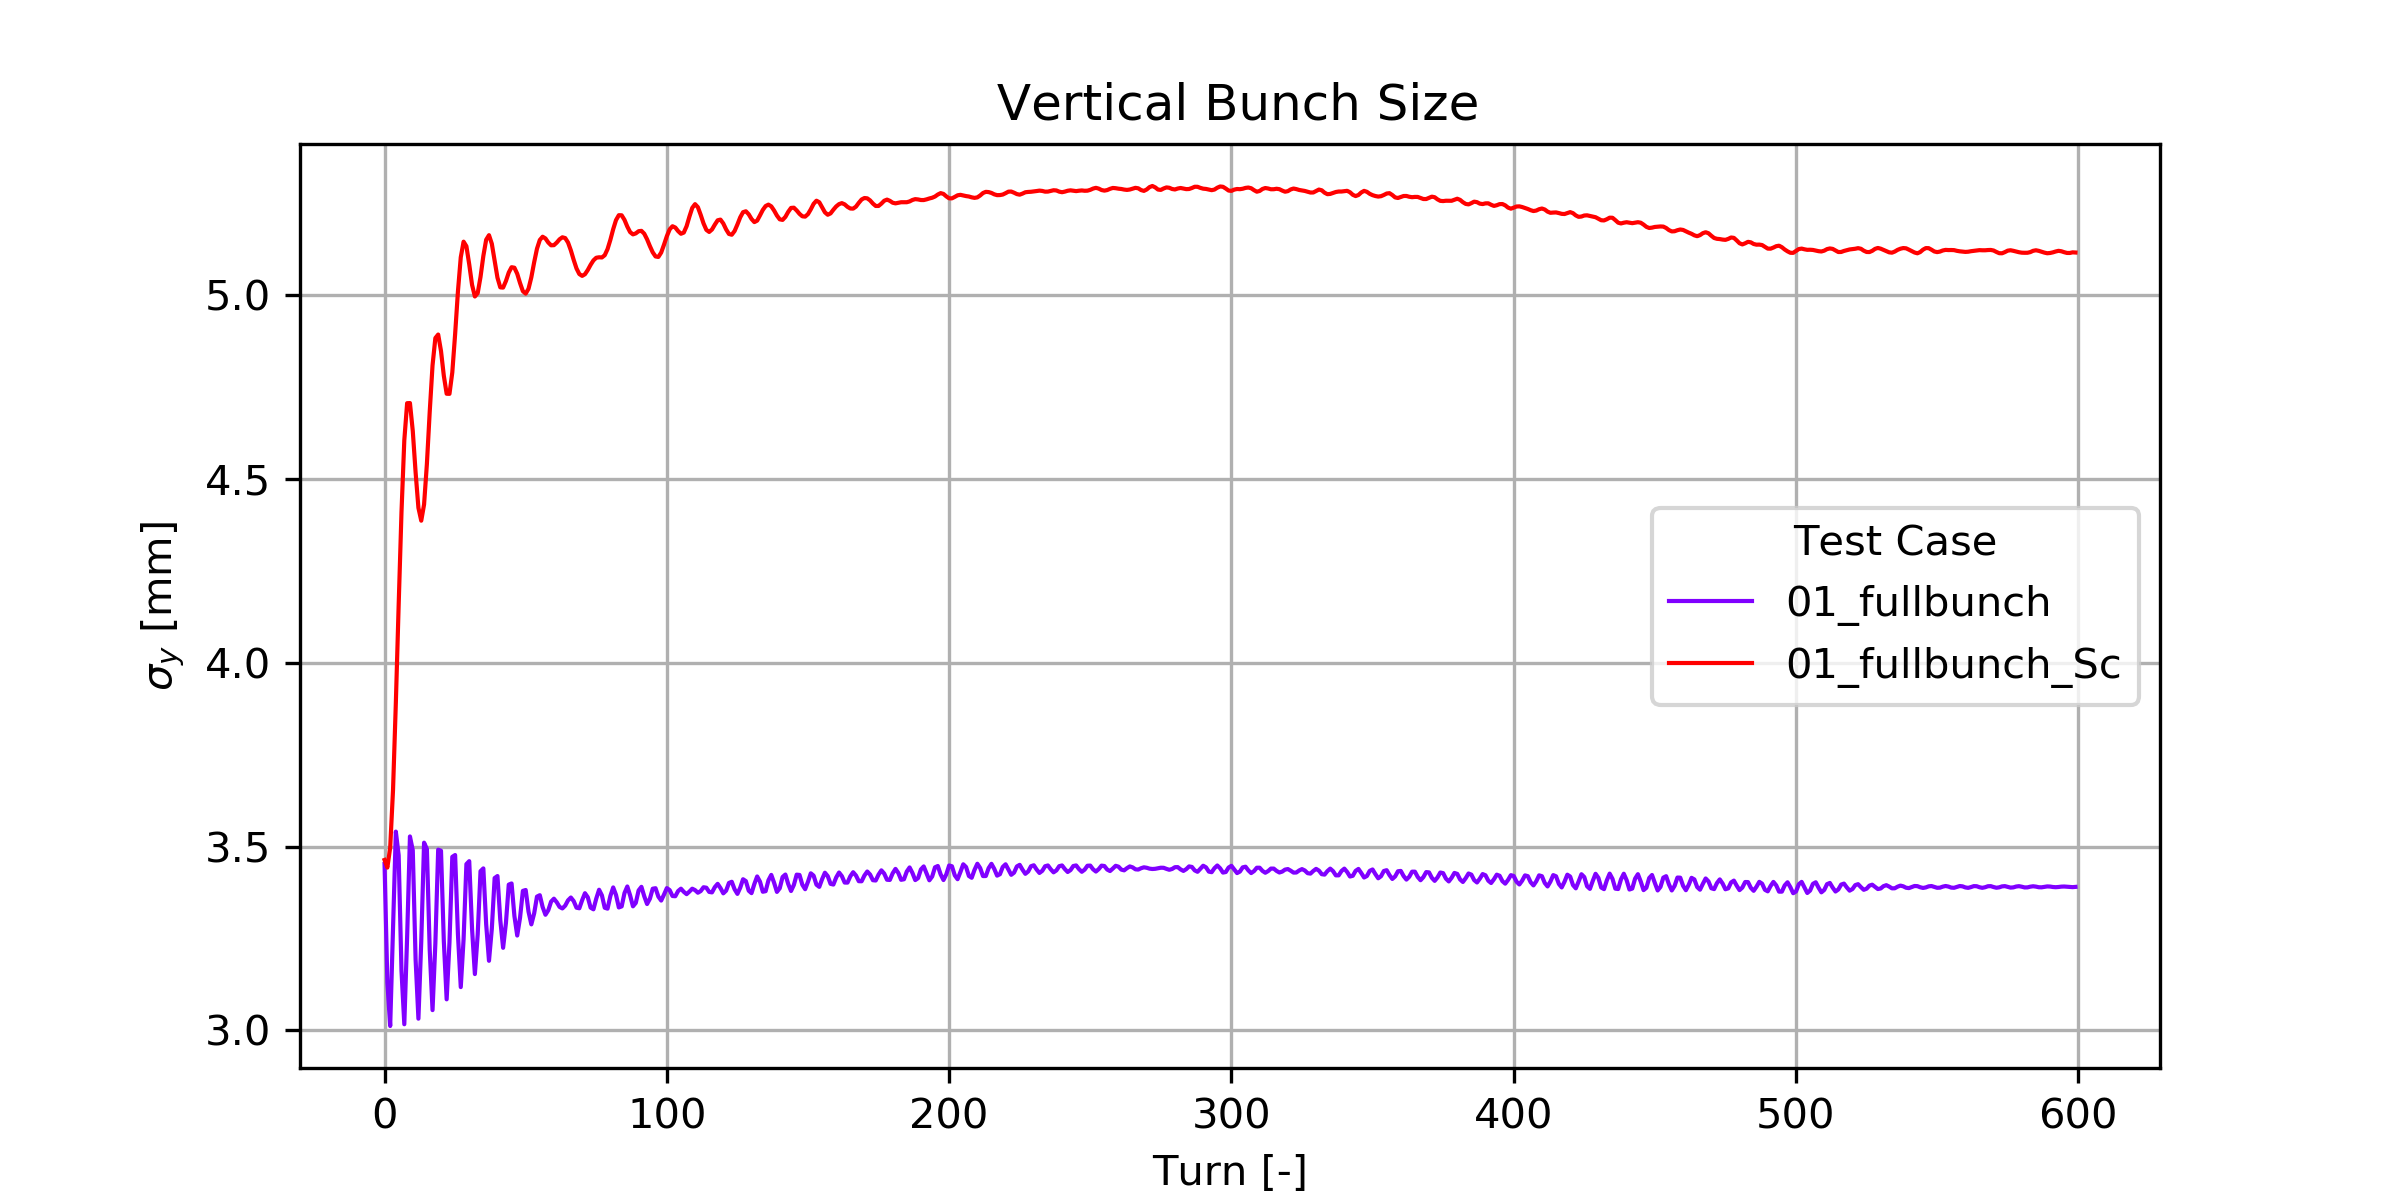 Vertical Bunch Size
σy [mm]
5.0
4.5
4.0
3.5
3.0
Test Case
01_fullbunch
01_fullbunch_Sc
0 100 200 300 400 500 600
Turn [-]